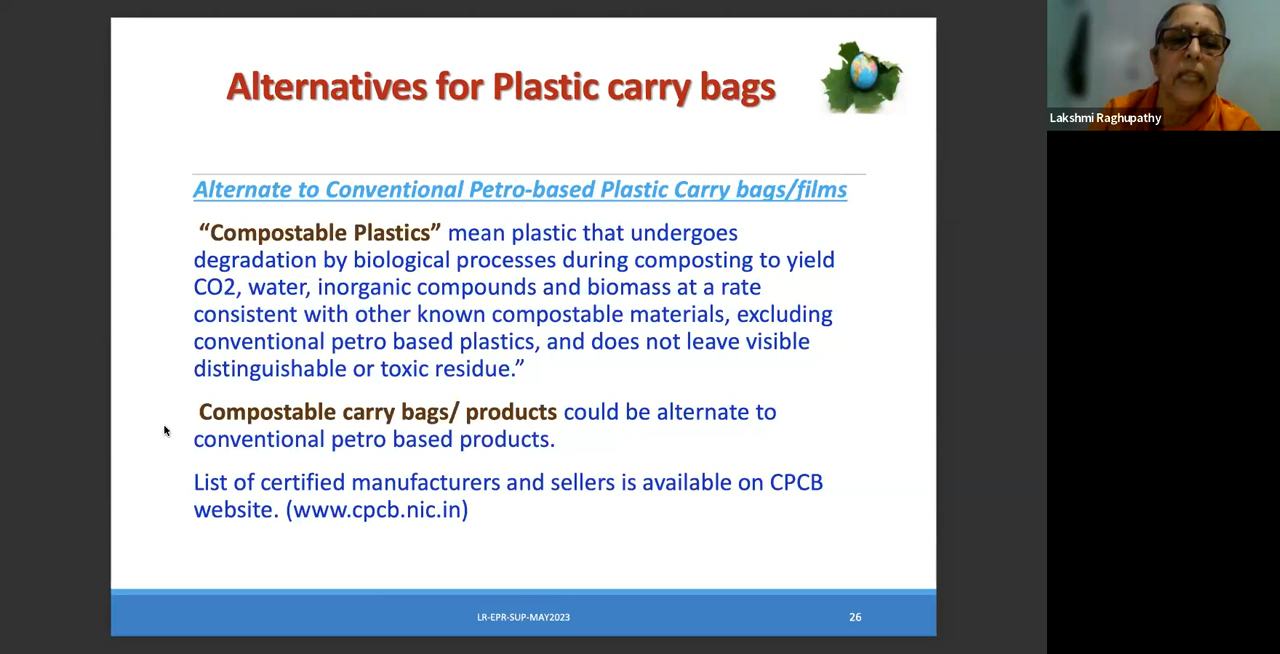 Alternatives for Plastic carry bags
Lakshmi Raghupathy
Alternate to Conventional Petro-based Plastic Carry bags/films
“Compostable Plastics” mean plastic that undergoes
degradation by biological processes during composting to yield
CO2, water, inorganic compounds and biomass at a rate
consistent with other known compostable materials, excluding
conventional petro based plastics, and does not leave visible
distinguishable or toxic residue.”
Compostable carry bags/ products could be alternate to
conventional petro based products.
List of certified manufacturers and sellers is available on CPCB
website. (www.cpcb.nic.in)
LR-EPR-SUP-MAY2023
26